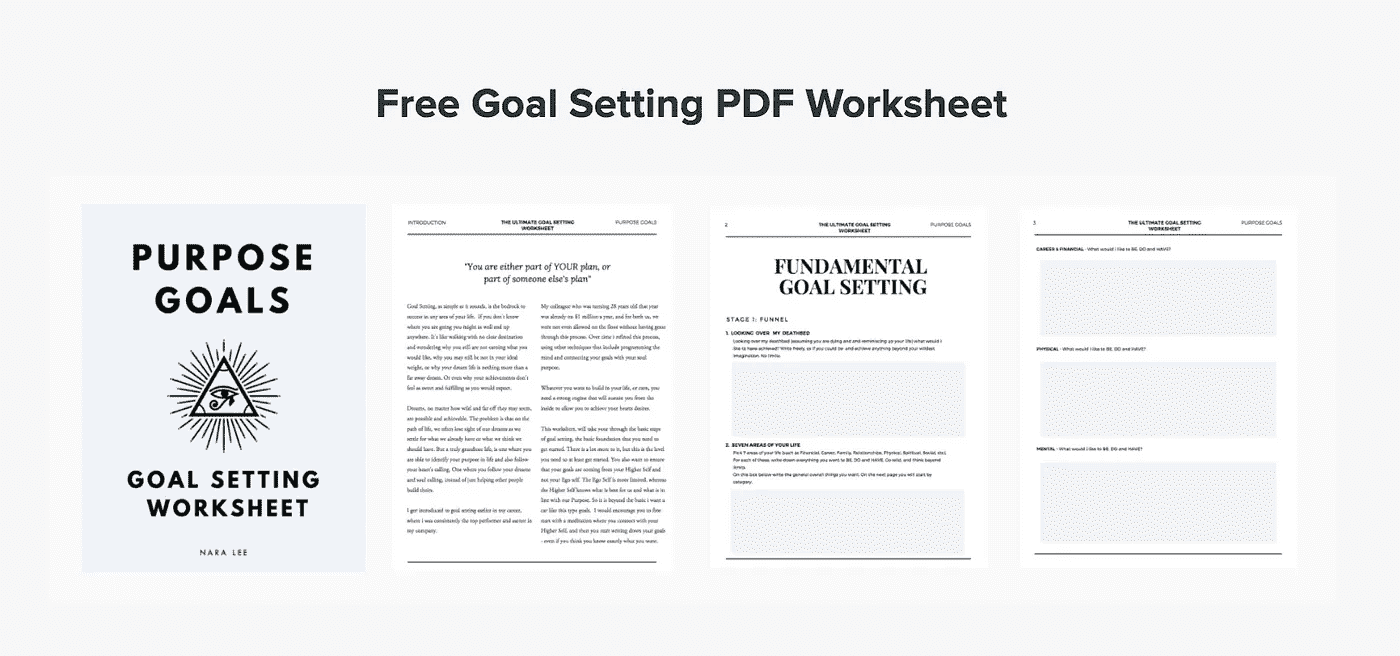 Free Goal Setting PDF Worksheet
PURPOSE
GOALS
GOAL SETTING
WORKSHEET
NARA LEE
INTRODUCTION
THE ULTIMATE GOAL SETTING
WORKSHEET
PURPOSE GOALS
"You are either part of YOUR plan, or
part of someone else's plan"
Goal Setting, as simple as it sounds, is the bedrock to
success in any area of your life. If you don't know
where you are going you might as well end up
anywhere. It's like walking with no clear destination
and wondering why you still are not earning what you
would like, why you may still be not in your ideal
weight, or why your dream life is nothing more than a
far away dream. Or even why your achievements don't
feel as sweet and fulfilling as you would expect.
Dreams, no matter how wild and far off they may seem,
are possible and achievable. The problem is that on the
path of life, we often lose sight of our dreams as we
settle for what we already have or what we think we
should have. But a truly grandiose life, is one where you
are able to identify your purpose in life and also follow
your heart's calling. One where you follow your dreams
and soul calling, instead of just helping other people
build theirs.
I got introduced to goal setting earlier in my career,
where I was consistently the top performer and earner in
my company.
My colleague who was turning 28 years old that year
was already on $1 million a year, and for both us, we
were not even allowed on the floor without having gone
through this process. Over time I refined this process,
using other techniques that include programming the
mind and connecting your goals with your soul
purpose.
Whatever you want to build in your life, or earn, you
need a strong engine that will sustain you from the
inside to allow you to achieve your hearts desire.
This worksheet, will take your through the basic steps
of goal setting, the basic foundation that you need to
get started. There is a lot more to it, but this is the level
you need to at least get started. You also want to ensure
that your goals are coming from your Higher Self and
not your Ego self. The Ego Self is more limited, whereas
the Higher Self knows what is best for us and what is in
line with our Purpose. So it is beyond the basic i want a
car like this type goals. I would encourage you to first
start with a meditation where you connect with your
Higher Self, and then you start writing down your goals
- even if you think you know exactly what you want.
2
THE ULTIMATE GOAL SETTING
WORKSHEET
PURPOSE GOALS
FUNDAMENTAL
GOAL SETTING
STAGE 1: FUNNEL
1. LOOKING OVER MY DEATHBED
Looking over my deathbed (assuming you are dying and and reminiscing up your life) what would I
like to have achieved? Write freely, as if you could be and achieve anything beyond your wildest
imagination. No limits.
2. SEVEN AREAS OF YOUR LIFE
Pick 7 areas of your life (such as Financial, Career, Family, Relationships, Physical, Spiritual, Social, etc).
For each of these, write down everything you want to BE, DO and HAVE. Go wild, and think beyond
limits.
On this box below write the general overall things you want. On the next page you will start by
category.
3
THE ULTIMATE GOAL SETTING
WORKSHEET
PURPOSE GOALS
CAREER & FINANCIAL - What would I like to BE, DO and HAVE?
PHYSICAL - What would I like to BE, DO and HAVE?
MENTAL - What would I like to BE, DO and HAVE?